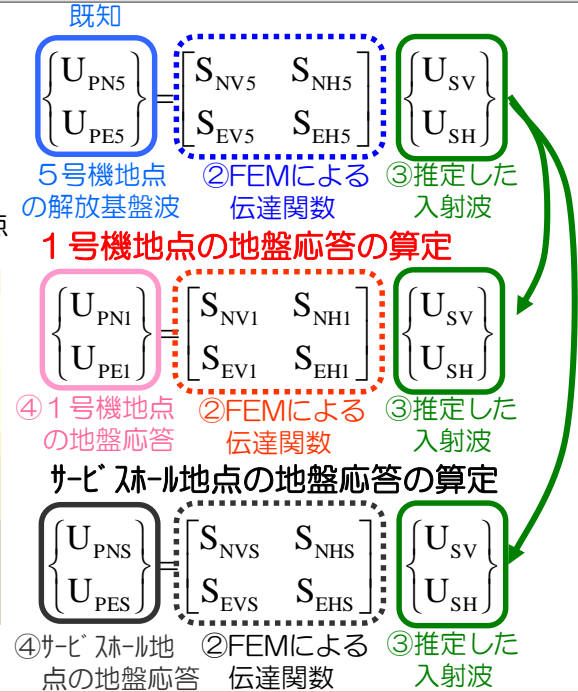 既知
{U_PN5 U_PE5} = [S_NV5 S_NH5 S_EV5 S_EH5] {U_SV U_SH}
5号機地点 ②FEMによる ③推定した
の解放基盤波 伝達関数 入射波
点
1号機地点の地盤応答の算定
{U_PN1 U_PE1} = [S_NV1 S_NH1 S_EV1 S_EH1] {U_SV U_SH}
④1号機地点 ②FEMによる ③推定した
の地盤応答 伝達関数 入射波
ｻｰﾋﾞｽﾎｰﾙ地点の地盤応答の算定
{U_PNS U_PES} = [S_NVS S_NHS S_EVS S_EHS] {U_SV U_SH}
④ｻｰﾋﾞｽﾎｰﾙ地 ②FEMによる ③推定した
点の地盤応答 伝達関数 入射波